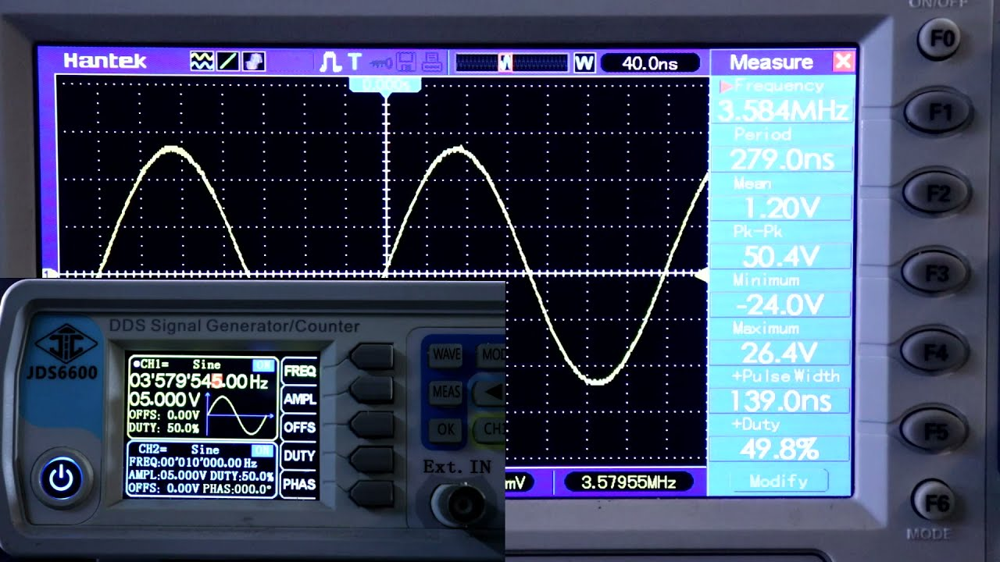 ON/OFF
Hantek
T
W
40.0ns
Measure
X
0.000s
Frequency
3.584MHz
Period
279.0ns
Mean
1.20V
Pk-Pk
50.4V
Minimum
-24.0V
Maximum
26.4V
+Pulse Width
139.0ns
+Duty
49.8%
Modify
mV
3.57955MHz
F0
F1
F2
F3
F4
F5
F6
MODE
1
DDS Signal Generator/Counter
JDS6600
CH1= Sine ON
03'579'545.00 Hz
05.000 V
OFFS: 0.00V
DUTY: 50.0%
CH2= Sine ON
FREQ:00'010'000.00 Hz
AMPL:05.000V DUTY:50.0%
OFFS: 0.00V PHAS:000.0°
FREQ
AMPL
OFFS
DUTY
PHAS
WAVE
MOD
MEAS
OK
CH1
Ext. IN